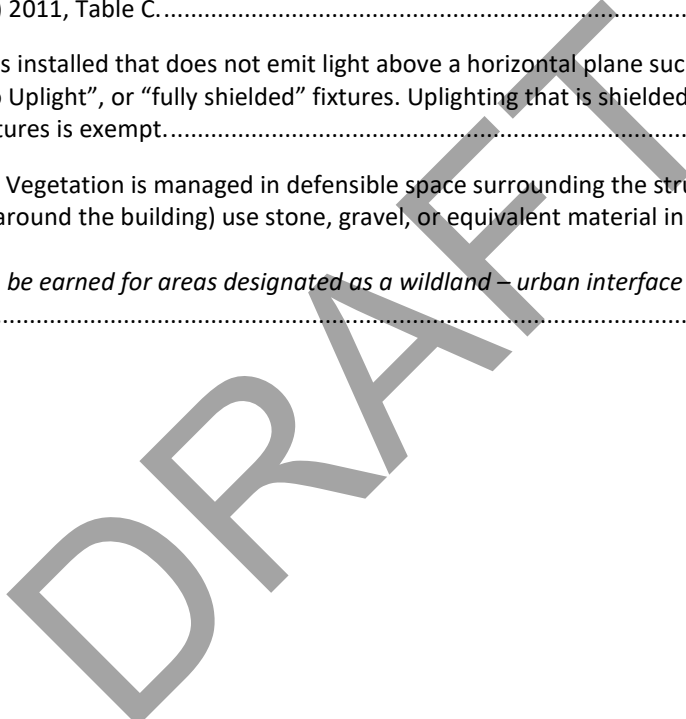 ) 2011, Table C.......................................................................................
s installed that does not emit light above a horizontal plane suc
Uplight”, or “fully shielded” fixtures. Uplighting that is shielded
tures is exempt.......................................................................................
Vegetation is managed in defensible space surrounding the stru
around the building) use stone, gravel, or equivalent material in
be earned for areas designated as a wildland – urban interface
...............................................................................................................
DRAFT